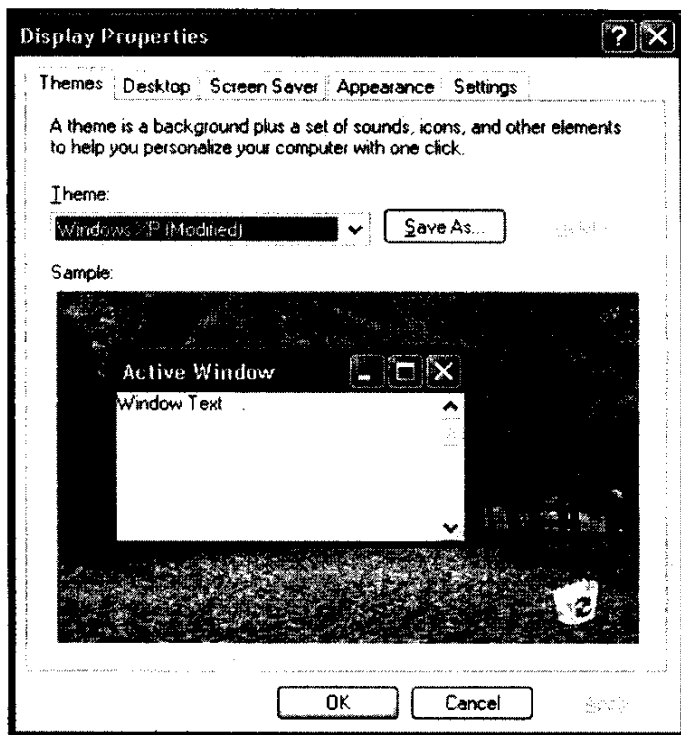 Display Properties
Themes Desktop Screen Saver Appearance Settings
A theme is a background plus a set of sounds, icons, and other elements
to help you personalize your computer with one click.
Theme:
Windows XP (Modified) Save As...
Sample:
Active Window
Window Text
OK Cancel Apply